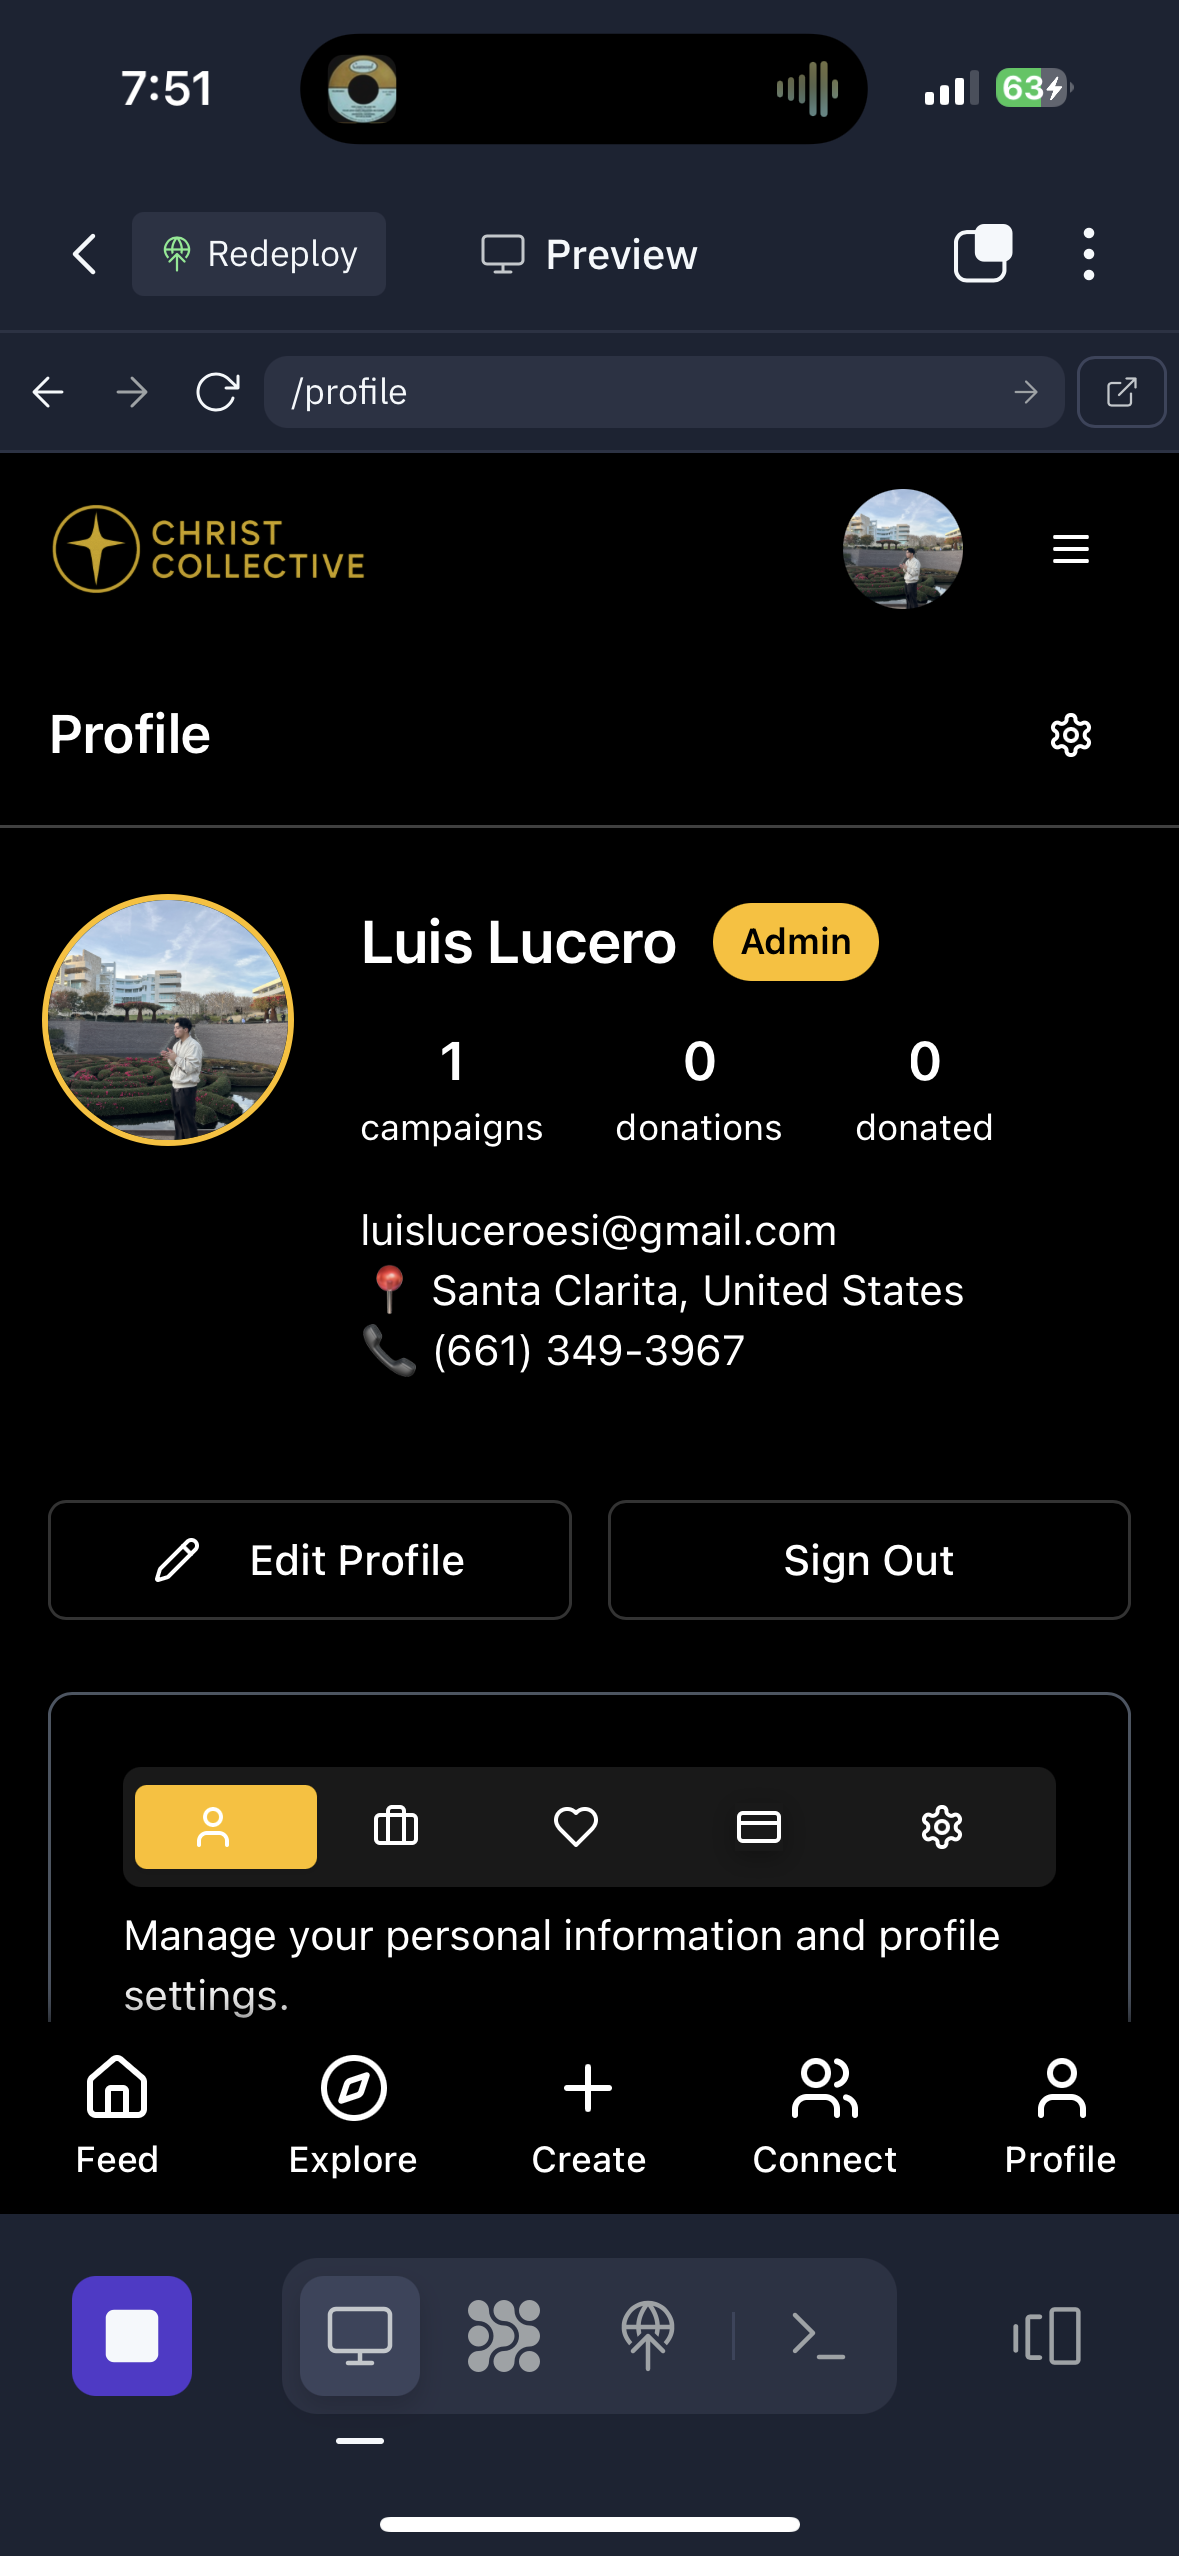 7:51
63
Redeploy
Preview
/profile
CHRIST
COLLECTIVE
Profile
Luis Lucero
Admin
1
0
0
campaigns
donations
donated
luisluceroesi@gmail.com
📍 Santa Clarita, United States
📞 (661) 349-3967
Edit Profile
Sign Out
Manage your personal information and profile
settings.
Feed
Explore
Create
Connect
Profile